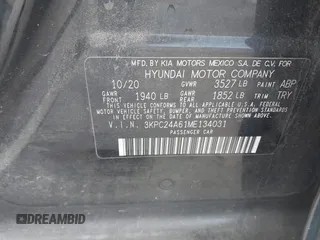 BY KIA MOTORS MEXICO S.A. DE C.V. FOR
HYUNDAI MOTOR COMPANY
10/20 GVWR 3527 LB PAINT ABP
GAWR FRONT 1940 LB GAWR REAR 1852 LB TRIM TRY
THIS VEHICLE CONFORMS TO ALL APPLICABLE U.S.A. FEDERAL
MOTOR VEHICLE SAFETY, BUMPER, AND THEFT PREVENTION
STANDARDS IN EFFECT ON THE DATE OF MANUFACTURE SHOWN ABOVE.
V.I.N. 3KPC24A61ME134031
PASSENGER CAR
DREAMBID